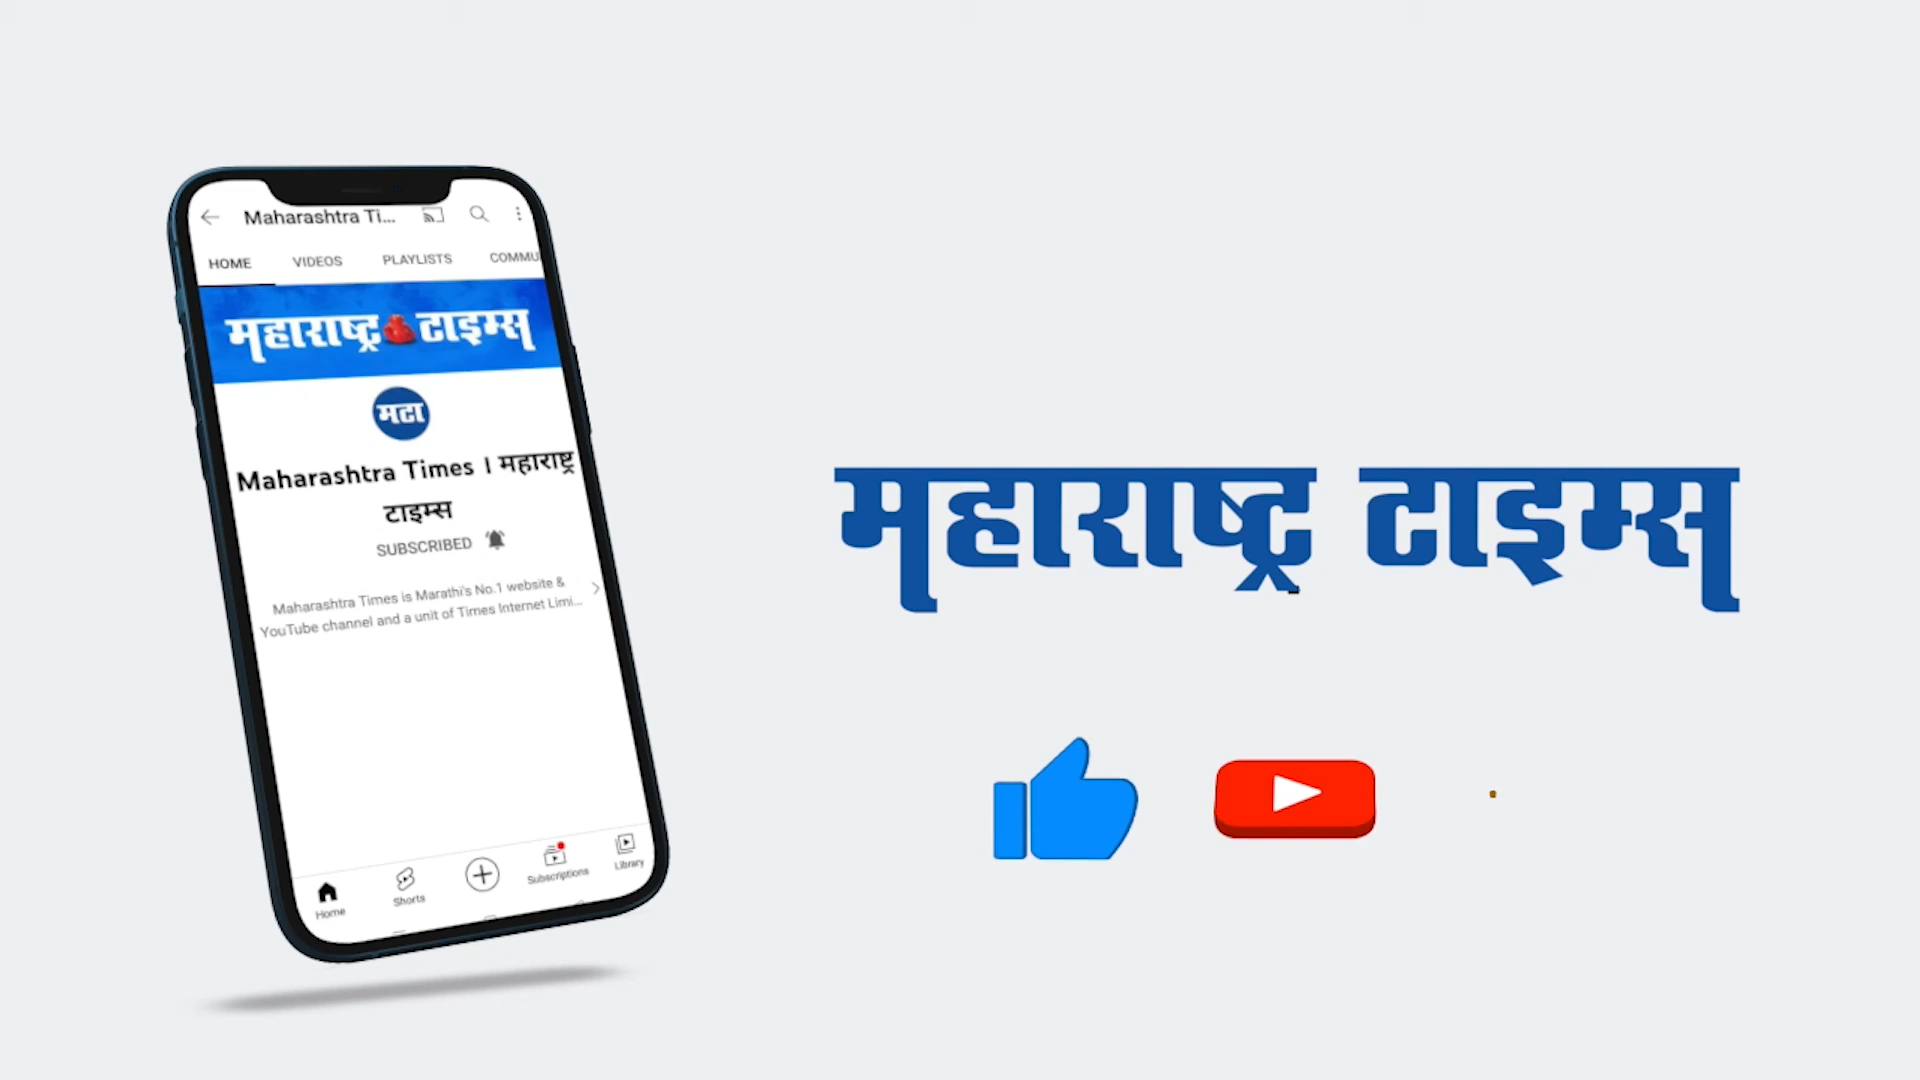 Maharashtra Ti...
HOME VIDEOS PLAYLISTS COMMU
महाराष्ट्र टाइम्स
मटा
Maharashtra Times । महाराष्ट्र
टाइम्स
SUBSCRIBED
Maharashtra Times is Marathi's No.1 website &
YouTube channel and a unit of Times Internet Limi...
Home Shorts Subscriptions Library
महाराष्ट्र टाइम्स